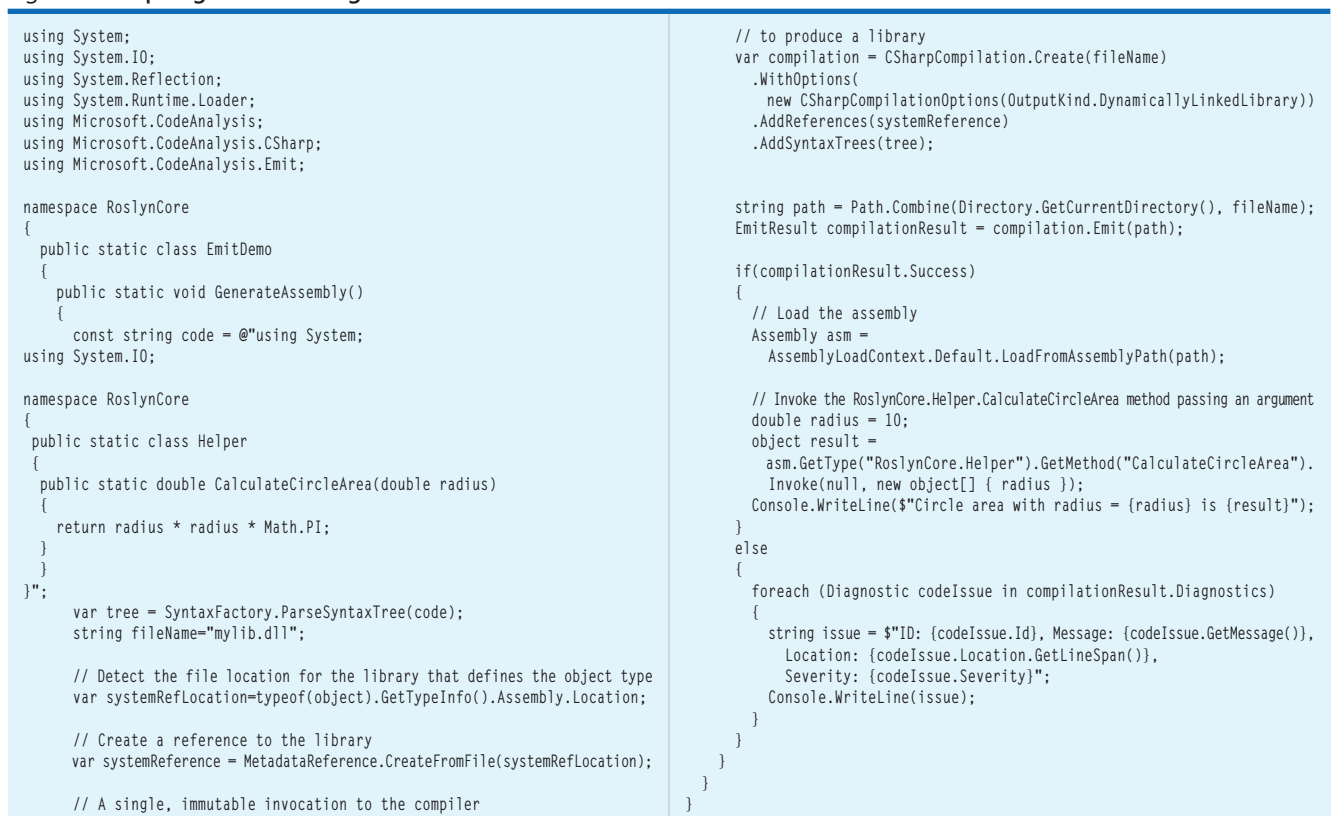 using System;
using System.IO;
using System.Reflection;
using System.Runtime.Loader;
using Microsoft.CodeAnalysis;
using Microsoft.CodeAnalysis.CSharp;
using Microsoft.CodeAnalysis.Emit;

namespace RoslynCore
{
  public static class EmitDemo
  {
    public static void GenerateAssembly()
    {
      const string code = @"using System;
using System.IO;

namespace RoslynCore
{
 public static class Helper
 {
  public static double CalculateCircleArea(double radius)
  {
    return radius * radius * Math.PI;
  }
  }
}";
      var tree = SyntaxFactory.ParseSyntaxTree(code);
      string fileName="mylib.dll";

      // Detect the file location for the library that defines the object type
      var systemRefLocation=typeof(object).GetTypeInfo().Assembly.Location;

      // Create a reference to the library
      var systemReference = MetadataReference.CreateFromFile(systemRefLocation);

      // A single, immutable invocation to the compiler
      // to produce a library
      var compilation = CSharpCompilation.Create(fileName)
        .WithOptions(
          new CSharpCompilationOptions(OutputKind.DynamicallyLinkedLibrary))
        .AddReferences(systemReference)
        .AddSyntaxTrees(tree);

      string path = Path.Combine(Directory.GetCurrentDirectory(), fileName);
      EmitResult compilationResult = compilation.Emit(path);

      if(compilationResult.Success)
      {
        // Load the assembly
        Assembly asm =
          AssemblyLoadContext.Default.LoadFromAssemblyPath(path);

        // Invoke the RoslynCore.Helper.CalculateCircleArea method passing an argument
        double radius = 10;
        object result =
          asm.GetType("RoslynCore.Helper").GetMethod("CalculateCircleArea").
          Invoke(null, new object[] { radius });
        Console.WriteLine($"Circle area with radius = {radius} is {result}");
      }
      else
      {
        foreach (Diagnostic codeIssue in compilationResult.Diagnostics)
        {
          string issue = $"ID: {codeIssue.Id}, Message: {codeIssue.GetMessage()},
            Location: {codeIssue.Location.GetLineSpan()},
            Severity: {codeIssue.Severity}";
          Console.WriteLine(issue);
        }
      }
    }
  }
}